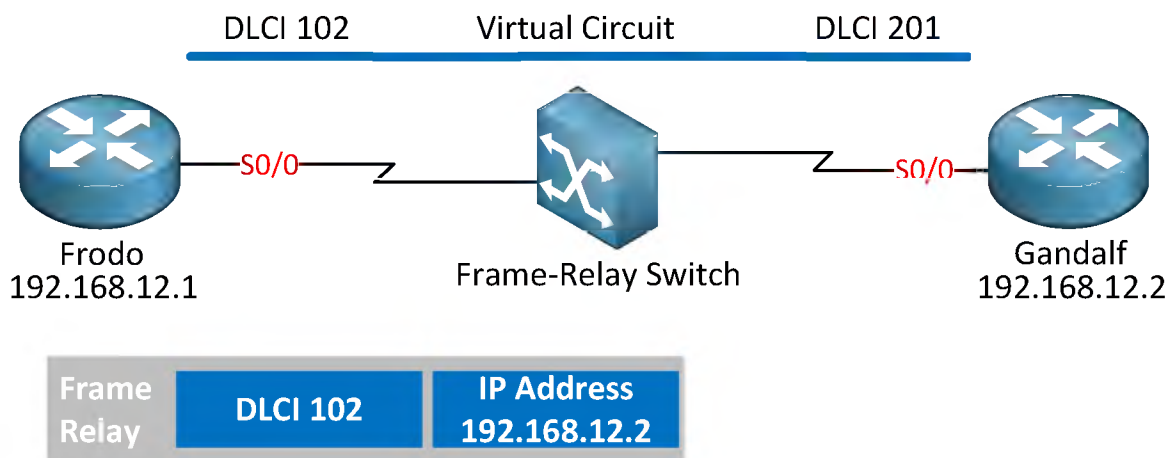 DLCI 102 Virtual Circuit DLCI 201
S0/0 S0/0
Frodo
192.168.12.1
Frame-Relay Switch
Gandalf
192.168.12.2
Frame
Relay
DLCI 102
IP Address
192.168.12.2